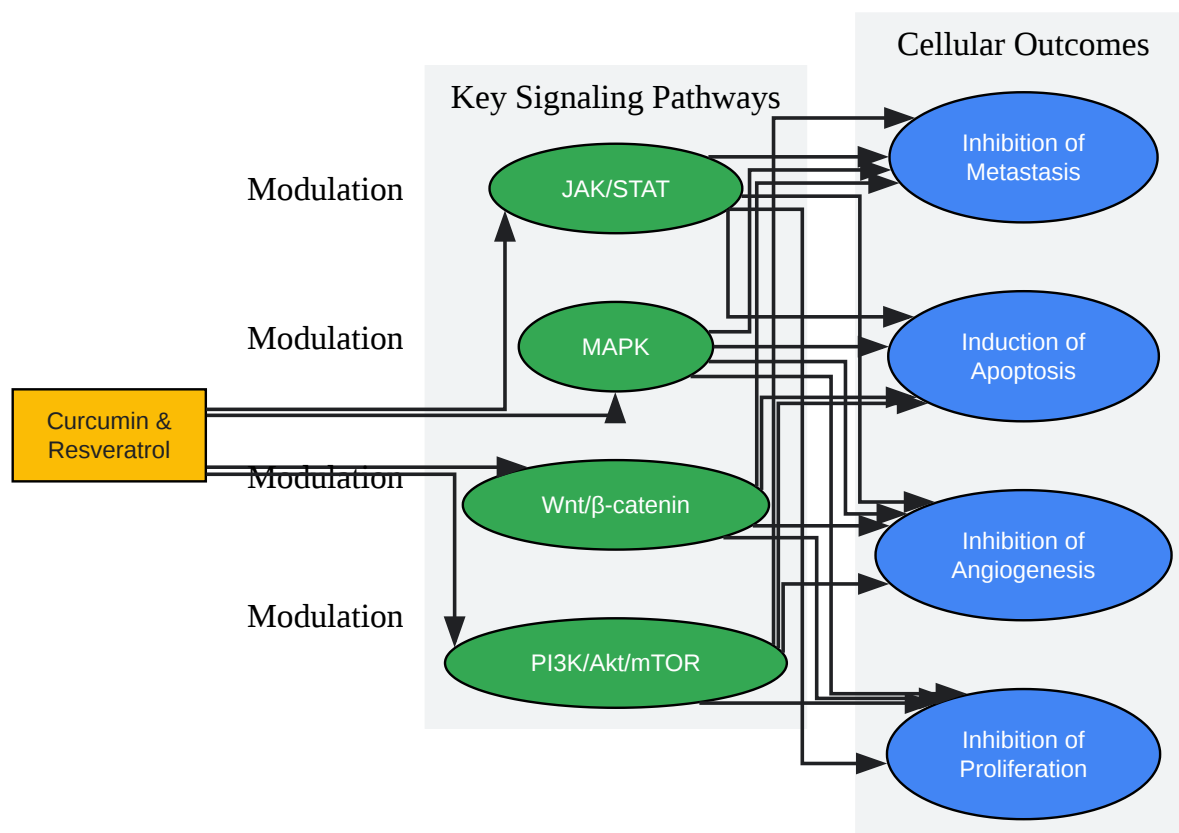 Cellular Outcomes
Key Signaling Pathways
Inhibition of
Metastasis
Modulation
JAK/STAT
Modulation
MAPK
Induction of
Apoptosis
Curcumin &
Resveratrol
Modulation
Wnt/β-catenin
Inhibition of
Angiogenesis
Modulation
PI3K/Akt/mTOR
Inhibition of
Proliferation